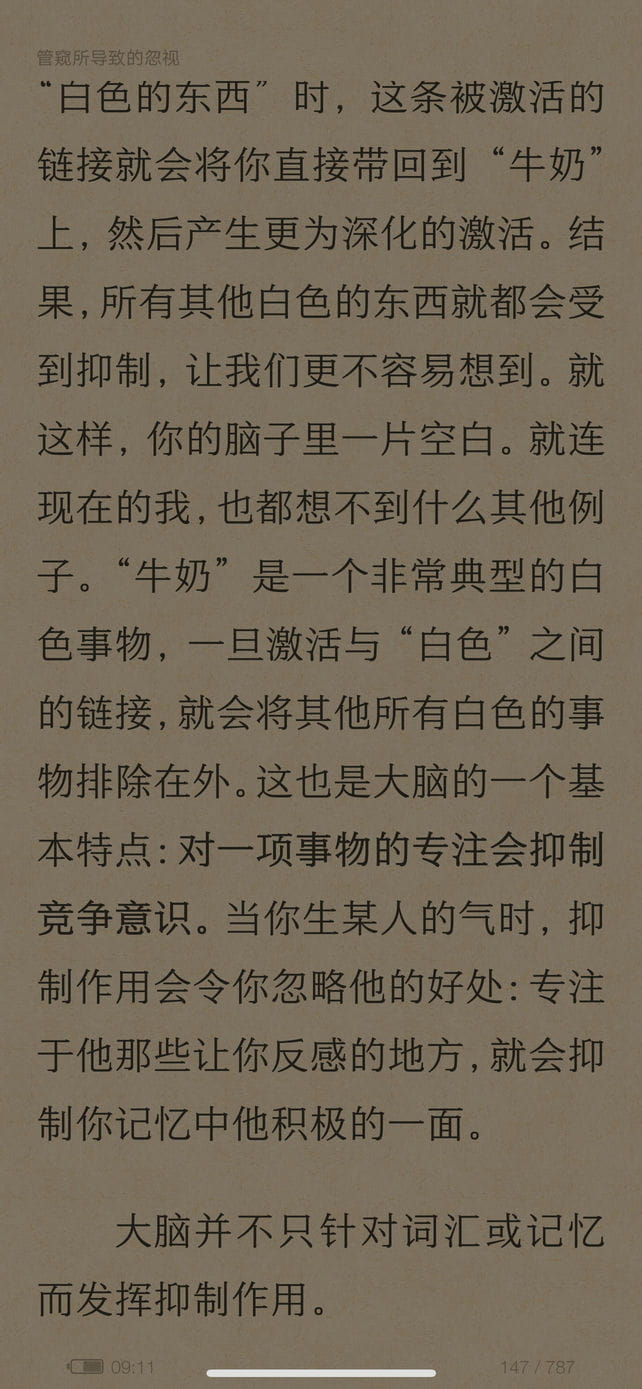 管窥所导致的忽视
“白色的东西”时，这条被激活的
链接就会将你直接带回到“牛奶”
上，然后产生更为深化的激活。结
果，所有其他白色的东西就都会受
到抑制，让我们更不容易想到。就
这样，你的脑子里一片空白。就连
现在的我，也都想不到什么其他例
子。“牛奶”是一个非常典型的白
色事物，一旦激活与“白色”之间
的链接，就会将其他所有白色的事
物排除在外。这也是大脑的一个基
本特点：对一项事物的专注会抑制
竞争意识。当你生某人的气时，抑
制作用会令你忽略他的好处：专注
于他那些让你反感的地方，就会抑
制你记忆中他积极的一面。
大脑并不只针对词汇或记忆
而发挥抑制作用。
09:11
147 / 787